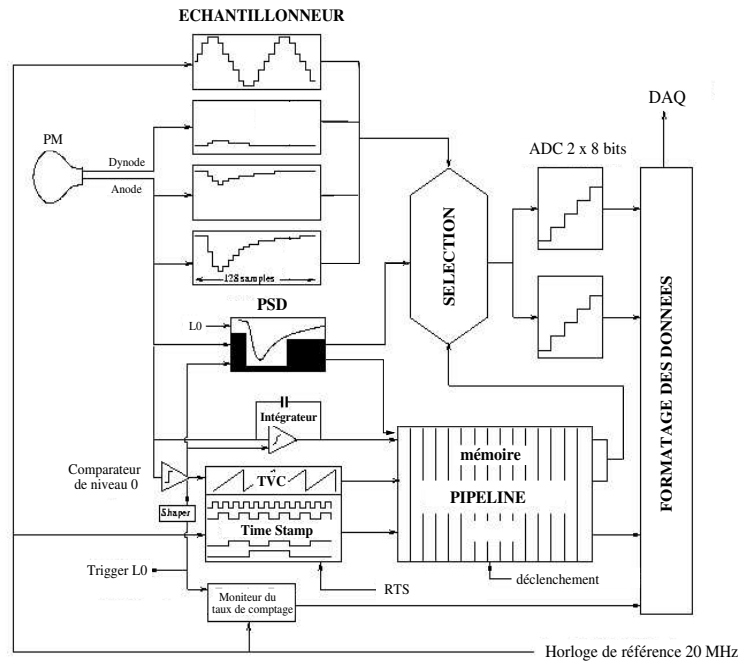 ECHANTILLONNEUR
DAQ
PM
Dynode
Anode
ADC 2 x 8 bits
128 samples
SELECTION
PSD
L0
Intégrateur
mémoire
PIPELINE
Comparateur
de niveau 0
TVC
Shaper
Time Stamp
FORMATAGE DES DONNEES
Trigger L0
RTS
déclenchement
Moniteur du
taux de comptage
Horloge de référence 20 MHz